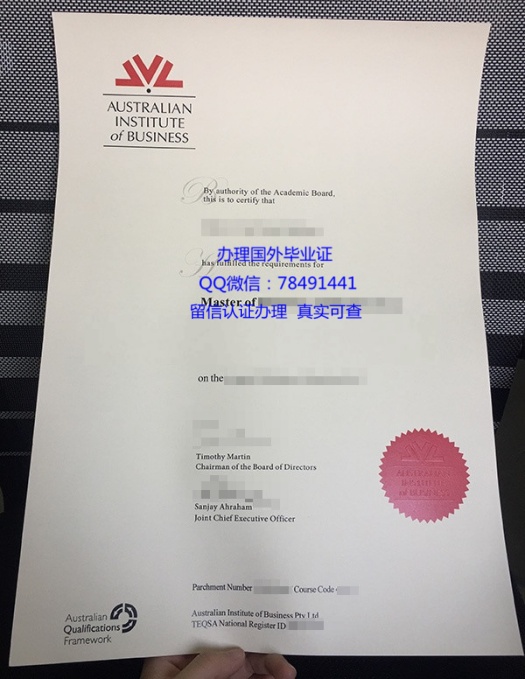 AUSTRALIAN
INSTITUTE
of BUSINESS
By authority of the Academic Board,
this is to certify that
办理国外毕业证
has fulfilled the requirements for
QQ微信：78491441
Master of
留信认证办理 真实可查
on the
Timothy Martin
Chairman of the Board of Directors
Sanjay Ahraham
Joint Chief Executive Officer
AUSTRALIAN
INSTITUTE
of BUSINESS
Parchment Number Course Code
Australian Institute of Business Pty Ltd
TEQSA National Register ID
Australian
Qualifications
Framework